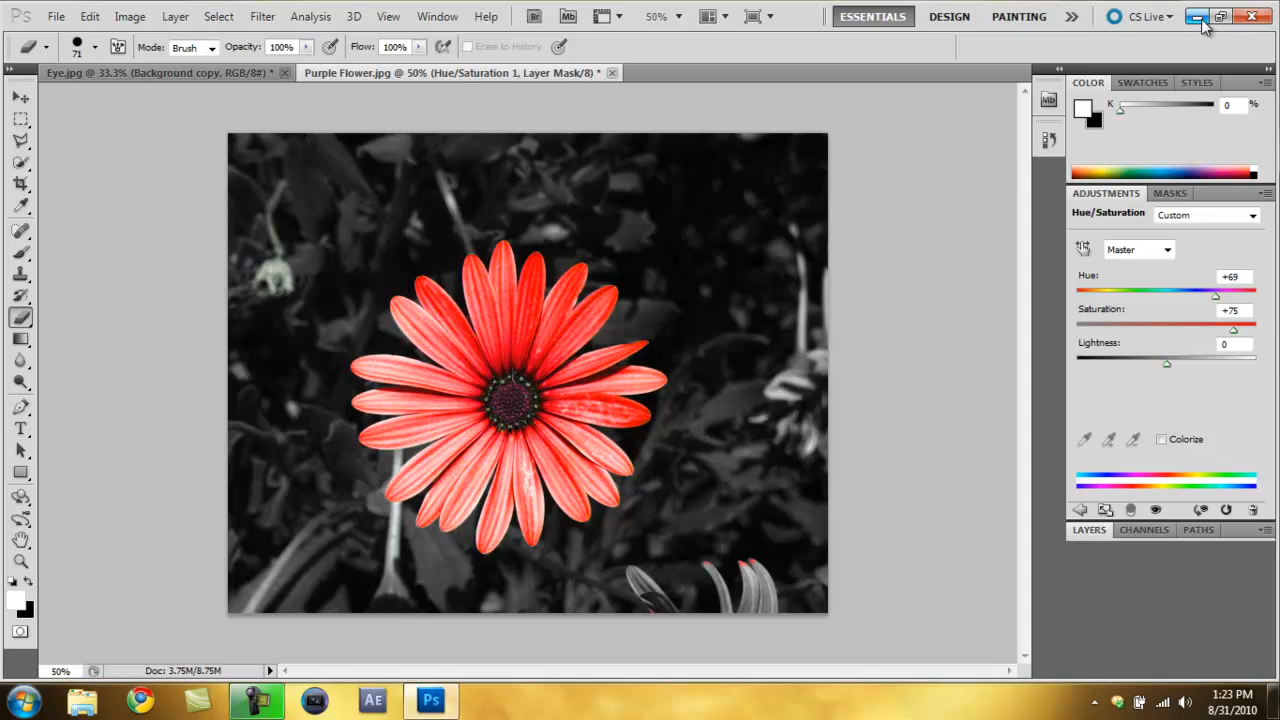 Ps File Edit Image Layer Select Filter Analysis 3D View Window Help Br Mb 50% ESSENTIALS DESIGN PAINTING CS Live
71 Mode: Brush Opacity: 100% Flow: 100% Erase to History
Eye.jpg @ 33.3% (Background copy, RGB/8#) * Purple Flower.jpg @ 50% (Hue/Saturation 1, Layer Mask/8) *
Mb
COLOR SWATCHES STYLES
K 0 %
ADJUSTMENTS MASKS
Hue/Saturation Custom
Master
Hue: +69
Saturation: +75
Lightness: 0
Colorize
LAYERS CHANNELS PATHS
T
50% Doc: 3.75M/8.75M
AE Ps
1:23 PM
8/31/2010